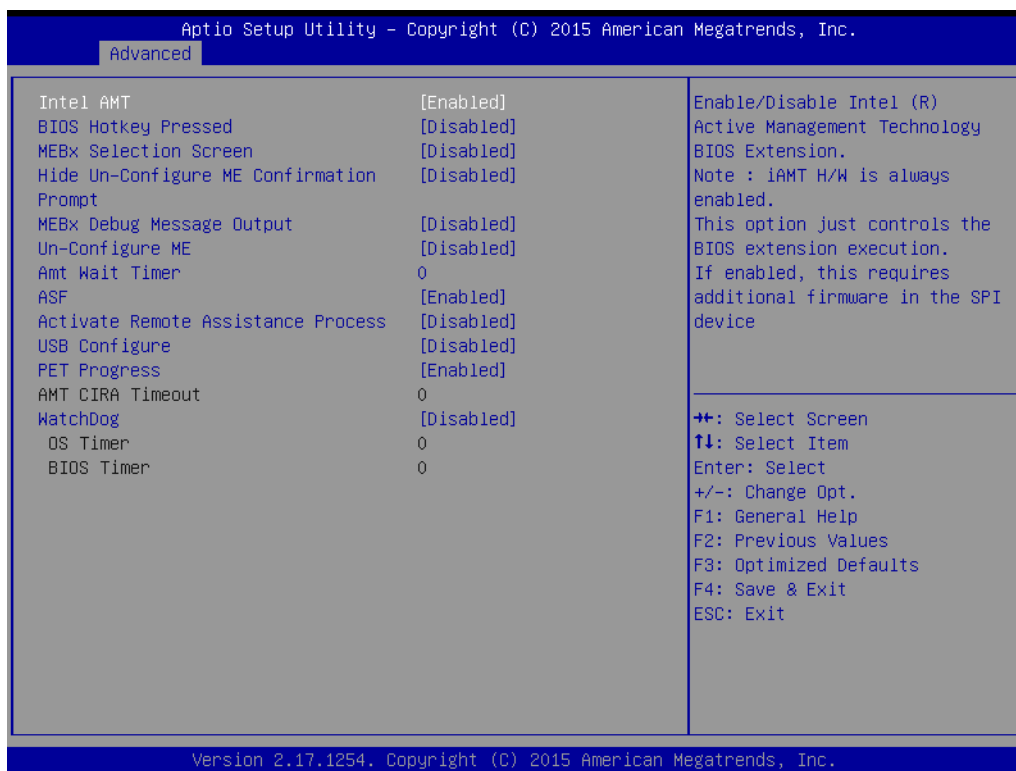 Aptio Setup Utility – Copyright (C) 2015 American Megatrends, Inc.
Advanced
Intel AMT [Enabled]
BIOS Hotkey Pressed [Disabled]
MEBx Selection Screen [Disabled]
Hide Un-Configure ME Confirmation [Disabled]
Prompt
MEBx Debug Message Output [Disabled]
Un-Configure ME [Disabled]
Amt Wait Timer 0
ASF [Enabled]
Activate Remote Assistance Process [Disabled]
USB Configure [Disabled]
PET Progress [Enabled]
AMT CIRA Timeout 0
WatchDog [Disabled]
OS Timer 0
BIOS Timer 0
Enable/Disable Intel (R)
Active Management Technology
BIOS Extension.
Note : iAMT H/W is always
enabled.
This option just controls the
BIOS extension execution.
If enabled, this requires
additional firmware in the SPI
device
→←: Select Screen
↑↓: Select Item
Enter: Select
+/-: Change Opt.
F1: General Help
F2: Previous Values
F3: Optimized Defaults
F4: Save & Exit
ESC: Exit
Version 2.17.1254. Copyright (C) 2015 American Megatrends, Inc.